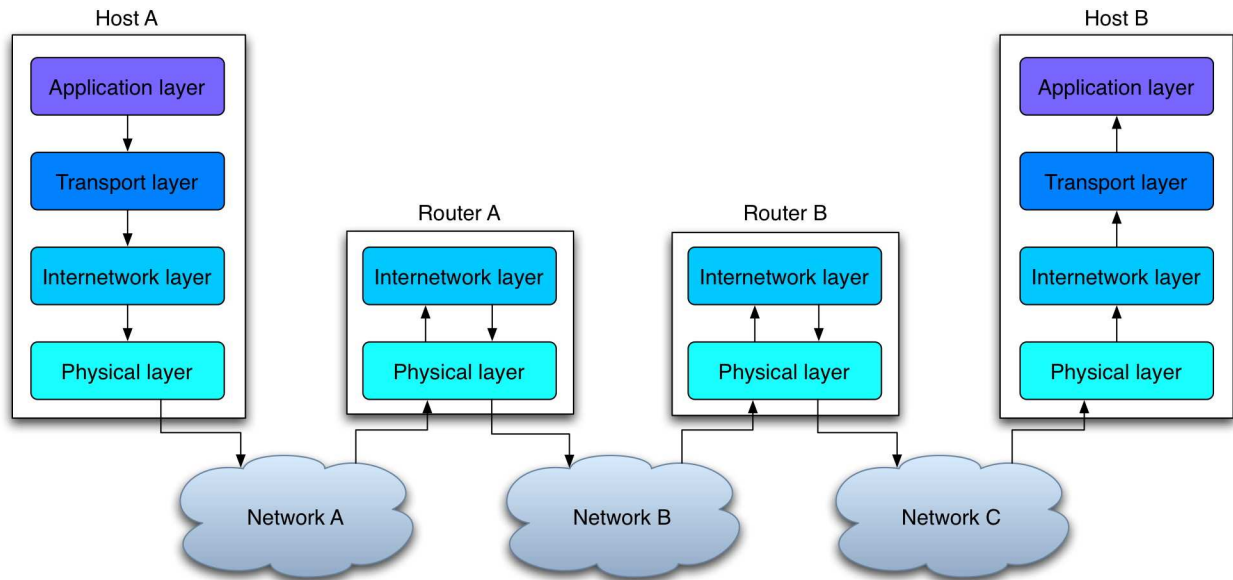 Host A
Application layer
Transport layer
Internetwork layer
Physical layer
Network A
Router A
Internetwork layer
Physical layer
Network B
Router B
Internetwork layer
Physical layer
Network C
Host B
Application layer
Transport layer
Internetwork layer
Physical layer